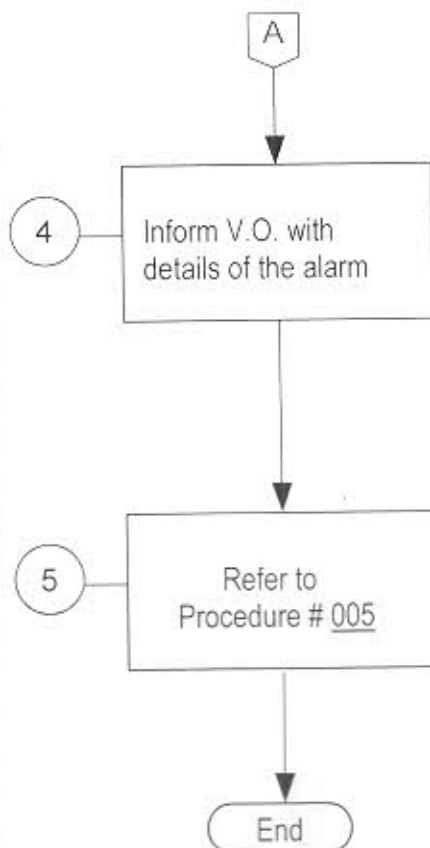 A
4
Inform V.O. with
details of the alarm
5
Refer to
Procedure # 005
End